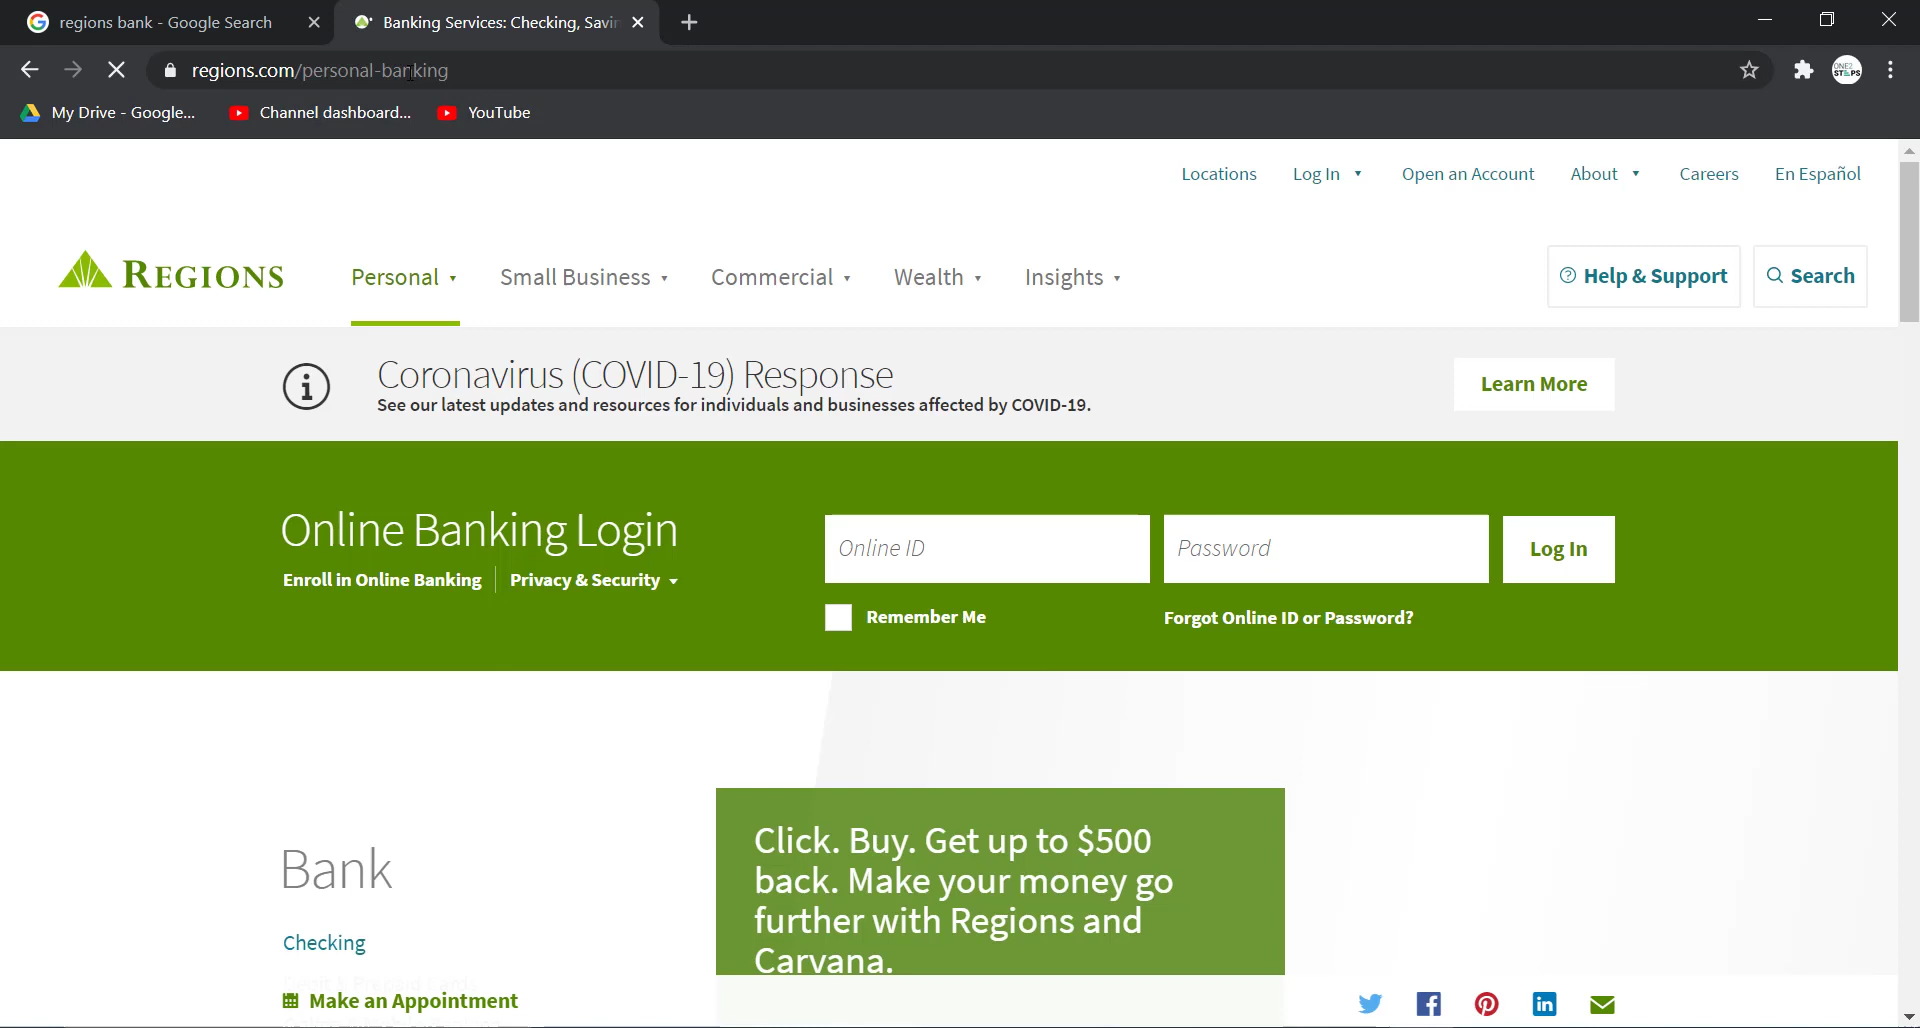 regions bank - Google Search
Banking Services: Checking, Savin
regions.com/personal-banking
ONE2
STEPS
My Drive - Google...
Channel dashboard...
YouTube
Locations
Log In
Open an Account
About
Careers
En Español
REGIONS
Personal
Small Business
Commercial
Wealth
Insights
Help & Support
Search
Coronavirus (COVID-19) Response
See our latest updates and resources for individuals and businesses affected by COVID-19.
Learn More
Online Banking Login
Enroll in Online Banking
Privacy & Security
Online ID
Password
Log In
Remember Me
Forgot Online ID or Password?
Bank
Checking
Make an Appointment
Click. Buy. Get up to $500
back. Make your money go
further with Regions and
Carvana.